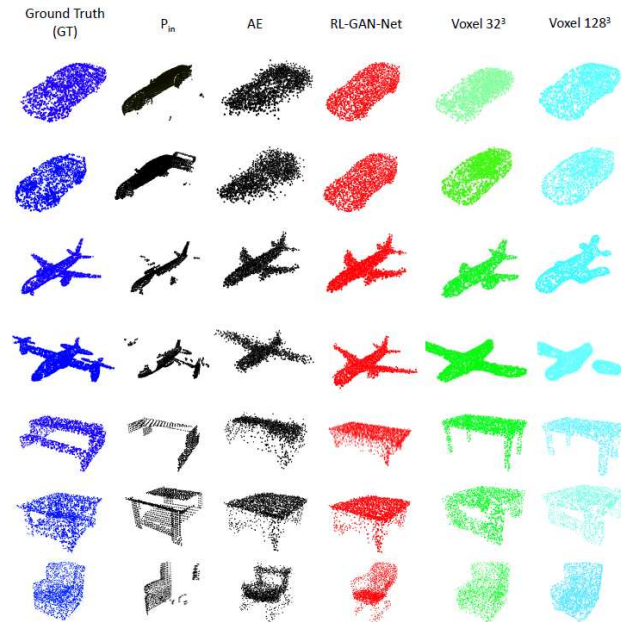 Ground Truth (GT)
P_in
AE
RL-GAN-Net
Voxel 32³
Voxel 128³